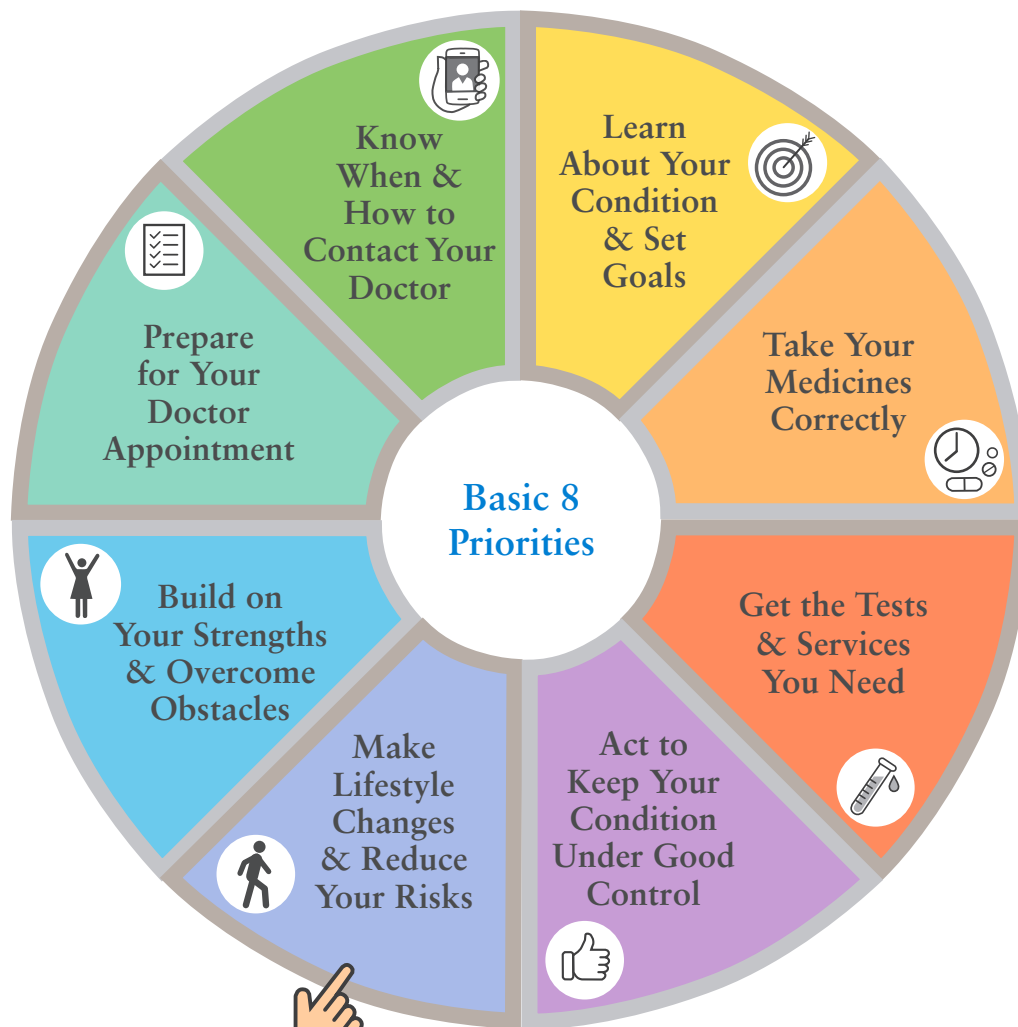 Basic 8
Priorities
Learn
About Your
Condition
& Set
Goals
Take Your
Medicines
Correctly
Get the Tests
& Services
You Need
Act to
Keep Your
Condition
Under Good
Control
Make
Lifestyle
Changes
& Reduce
Your Risks
Build on
Your Strengths
& Overcome
Obstacles
Prepare
for Your
Doctor
Appointment
Know
When &
How to
Contact Your
Doctor